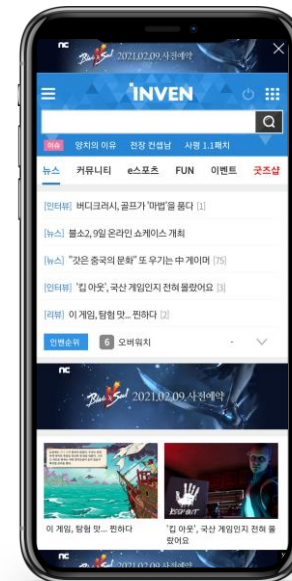 nc
Blade & Soul 2 2021.02.09.사전예약
INVEN
이슈 양치의 이유 전장 컨셉남 사령 1.1패치
뉴스 커뮤니티 e스포츠 FUN 이벤트 굿즈샵
[인터뷰] 버디크러시, 골프가 '마법'을 품다 [1]
[뉴스] 블소2, 9일 온라인 쇼케이스 개최
[뉴스] "갓은 중국의 문화" 또 우기는 中 게이머 [75]
[인터뷰] '킵 아웃', 국산 게임인지 전혀 몰랐어요 [3]
[리뷰] 이 게임, 탐험 맛... 찐하다 [2]
인벤순위 6 오버워치 -
nc
Blade & Soul 2 2021.02.09.사전예약
KEEP OUT
이 게임, 탐험 맛... 찐하다
'킵 아웃', 국산 게임인지 전혀 몰
랐어요
nc
2021.02.09.사전예약